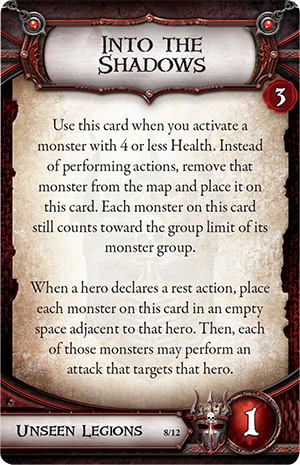 INTO THE
SHADOWS
3
Use this card when you activate a
monster with 4 or less Health. Instead
of performing actions, remove that
monster from the map and place it on
this card. Each monster on this card
still counts toward the group limit of its
monster group.
When a hero declares a rest action, place
each monster on this card in an empty
space adjacent to that hero. Then, each
of those monsters may perform an
attack that targets that hero.
UNSEEN LEGIONS 8/12 1